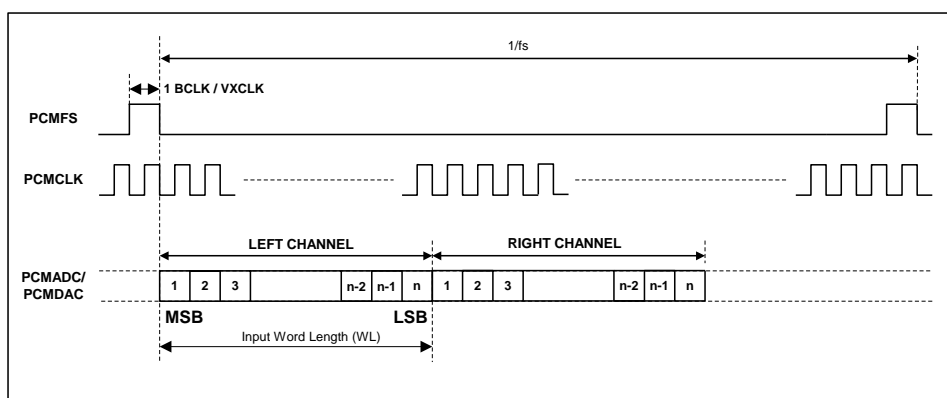 1/fs
1 BCLK / VXCLK
PCMFS
PCMCLK
LEFT CHANNEL
RIGHT CHANNEL
PCMADC/
PCMDAC
1 2 3 n-2 n-1 n 1 2 3 n-2 n-1 n
MSB LSB
Input Word Length (WL)